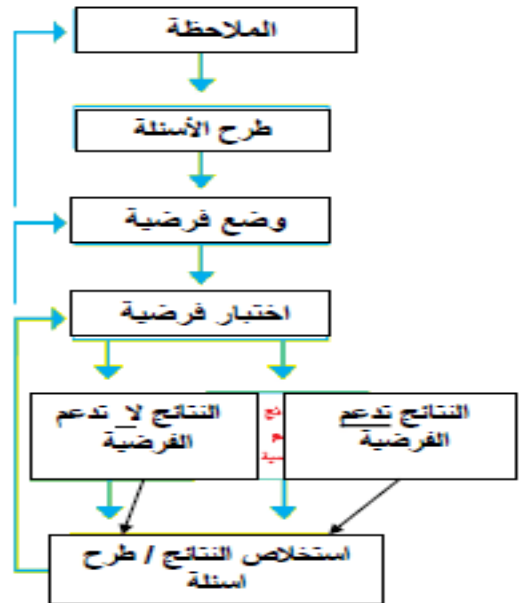 الملاحظة
طرح الأسئلة
وضع فرضية
اختبار فرضية
النتائج تدعم
الفرضية
النتائج لا تدعم
الفرضية
استخلاص النتائج / طرح
اسئلة